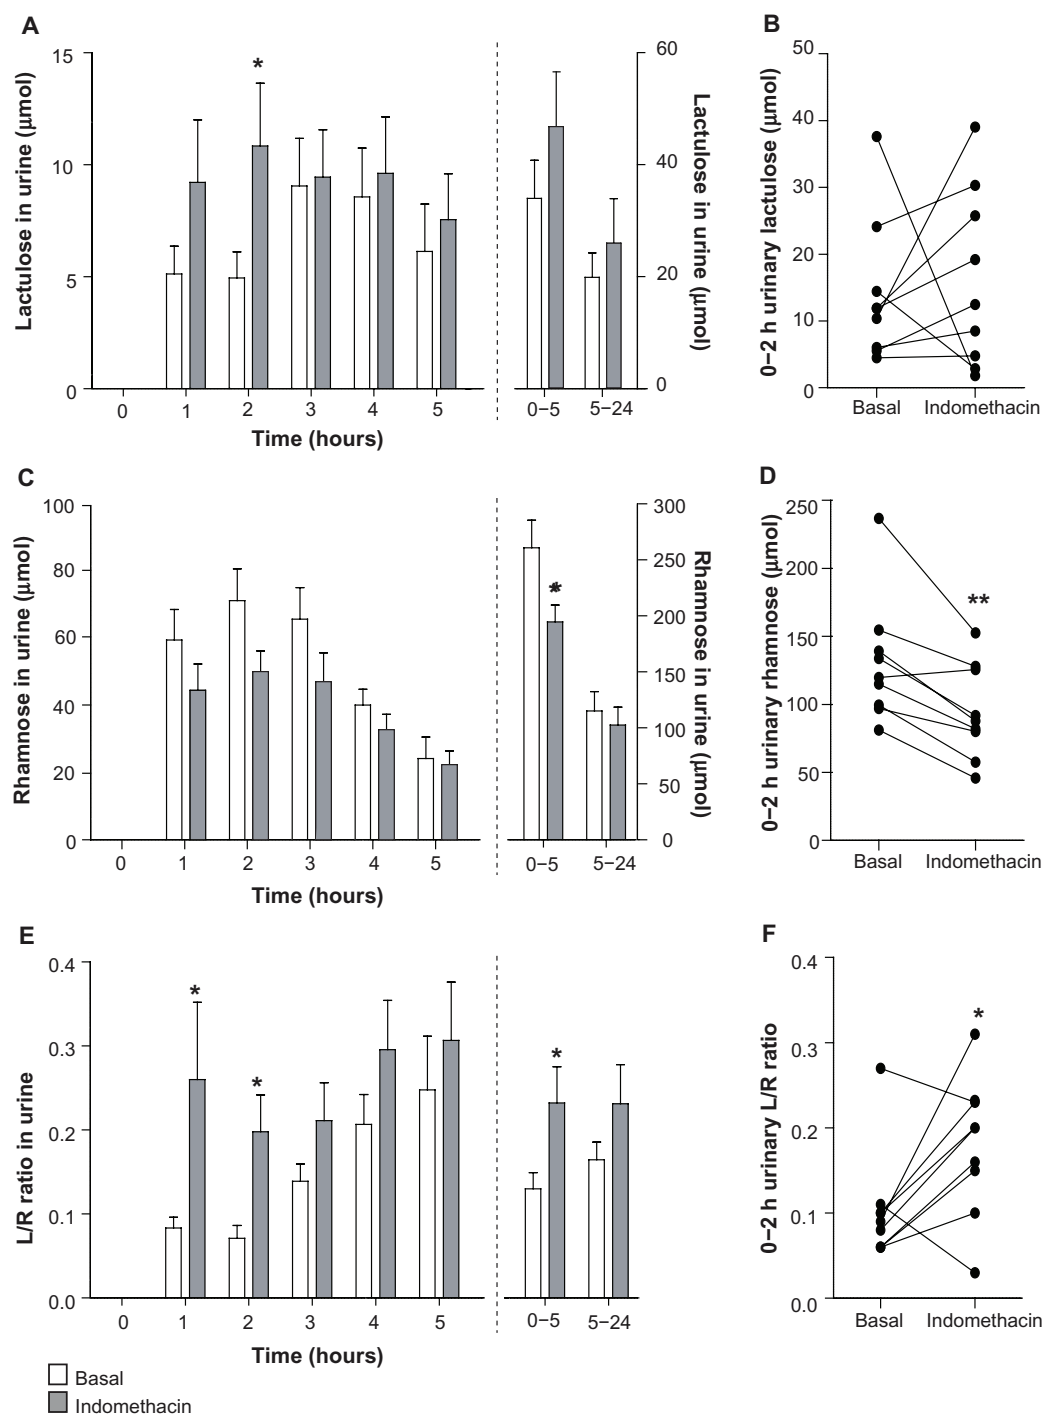 A
Lactulose in urine (μmol)
15
10
5
0
*
0
1
2
3
4
5
Time (hours)
60
40
20
0
Lactulose in urine (μmol)
0–5
5–24
B
0–2 h urinary lactulose (μmol)
50
40
30
20
10
0
Basal
Indomethacin
C
Rhamnose in urine (μmol)
100
80
60
40
20
0
0
1
2
3
4
5
Time (hours)
*
300
250
200
150
100
50
0
Rhamnose in urine (μmol)
0–5
5–24
D
0–2 h urinary rhamnose (μmol)
250
200
150
100
50
0
**
Basal
Indomethacin
E
L/R ratio in urine
0.4
0.3
0.2
0.1
0.0
*
*
0
1
2
3
4
5
Time (hours)
*
0–5
5–24
F
0–2 h urinary L/R ratio
0.4
0.3
0.2
0.1
0.0
*
Basal
Indomethacin
Basal
Indomethacin